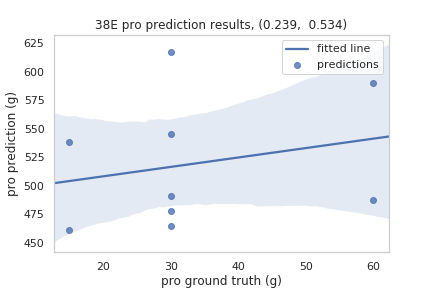 38E pro prediction results, (0.239, 0.534)
fitted line
predictions
625
600
575
550
525
500
475
450
pro prediction (g)
20
30
40
50
60
pro ground truth (g)